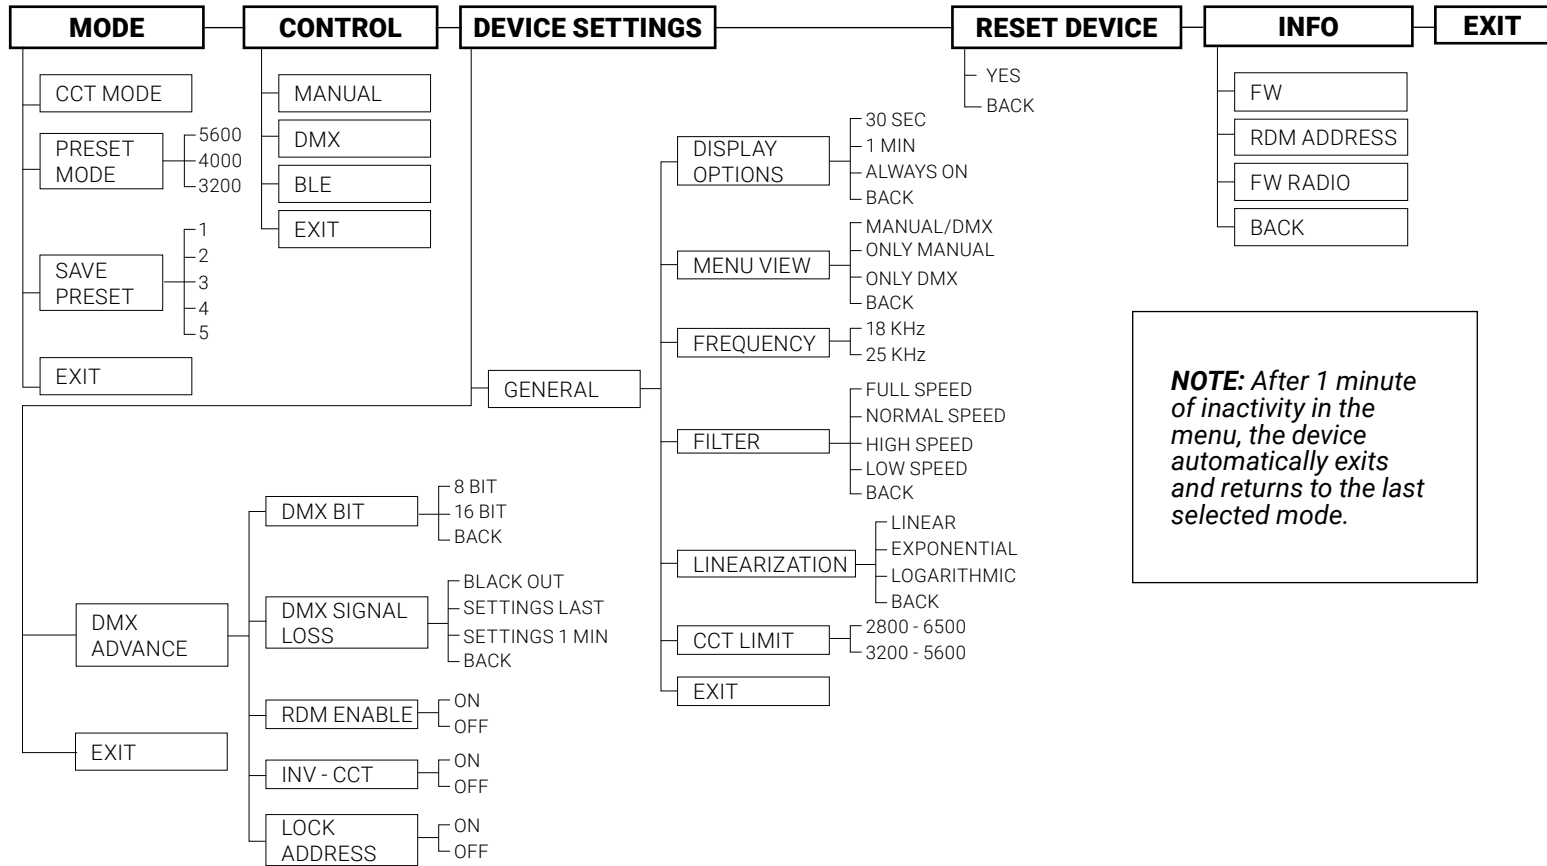 MODE
CONTROL
DEVICE SETTINGS
RESET DEVICE
INFO
EXIT
CCT MODE
PRESET
MODE
5600
4000
3200
SAVE
PRESET
1
2
3
4
5
EXIT
MANUAL
DMX
BLE
EXIT
GENERAL
DISPLAY
OPTIONS
30 SEC
1 MIN
ALWAYS ON
BACK
MENU VIEW
MANUAL/DMX
ONLY MANUAL
ONLY DMX
BACK
FREQUENCY
18 KHz
25 KHz
FILTER
FULL SPEED
NORMAL SPEED
HIGH SPEED
LOW SPEED
BACK
LINEARIZATION
LINEAR
EXPONENTIAL
LOGARITHMIC
BACK
CCT LIMIT
2800 - 6500
3200 - 5600
EXIT
DMX
ADVANCE
DMX BIT
8 BIT
16 BIT
BACK
DMX SIGNAL
LOSS
BLACK OUT
SETTINGS LAST
SETTINGS 1 MIN
BACK
RDM ENABLE
ON
OFF
INV - CCT
ON
OFF
LOCK
ADDRESS
ON
OFF
EXIT
YES
BACK
FW
RDM ADDRESS
FW RADIO
BACK
NOTE: After 1 minute
of inactivity in the
menu, the device
automatically exits
and returns to the last
selected mode.